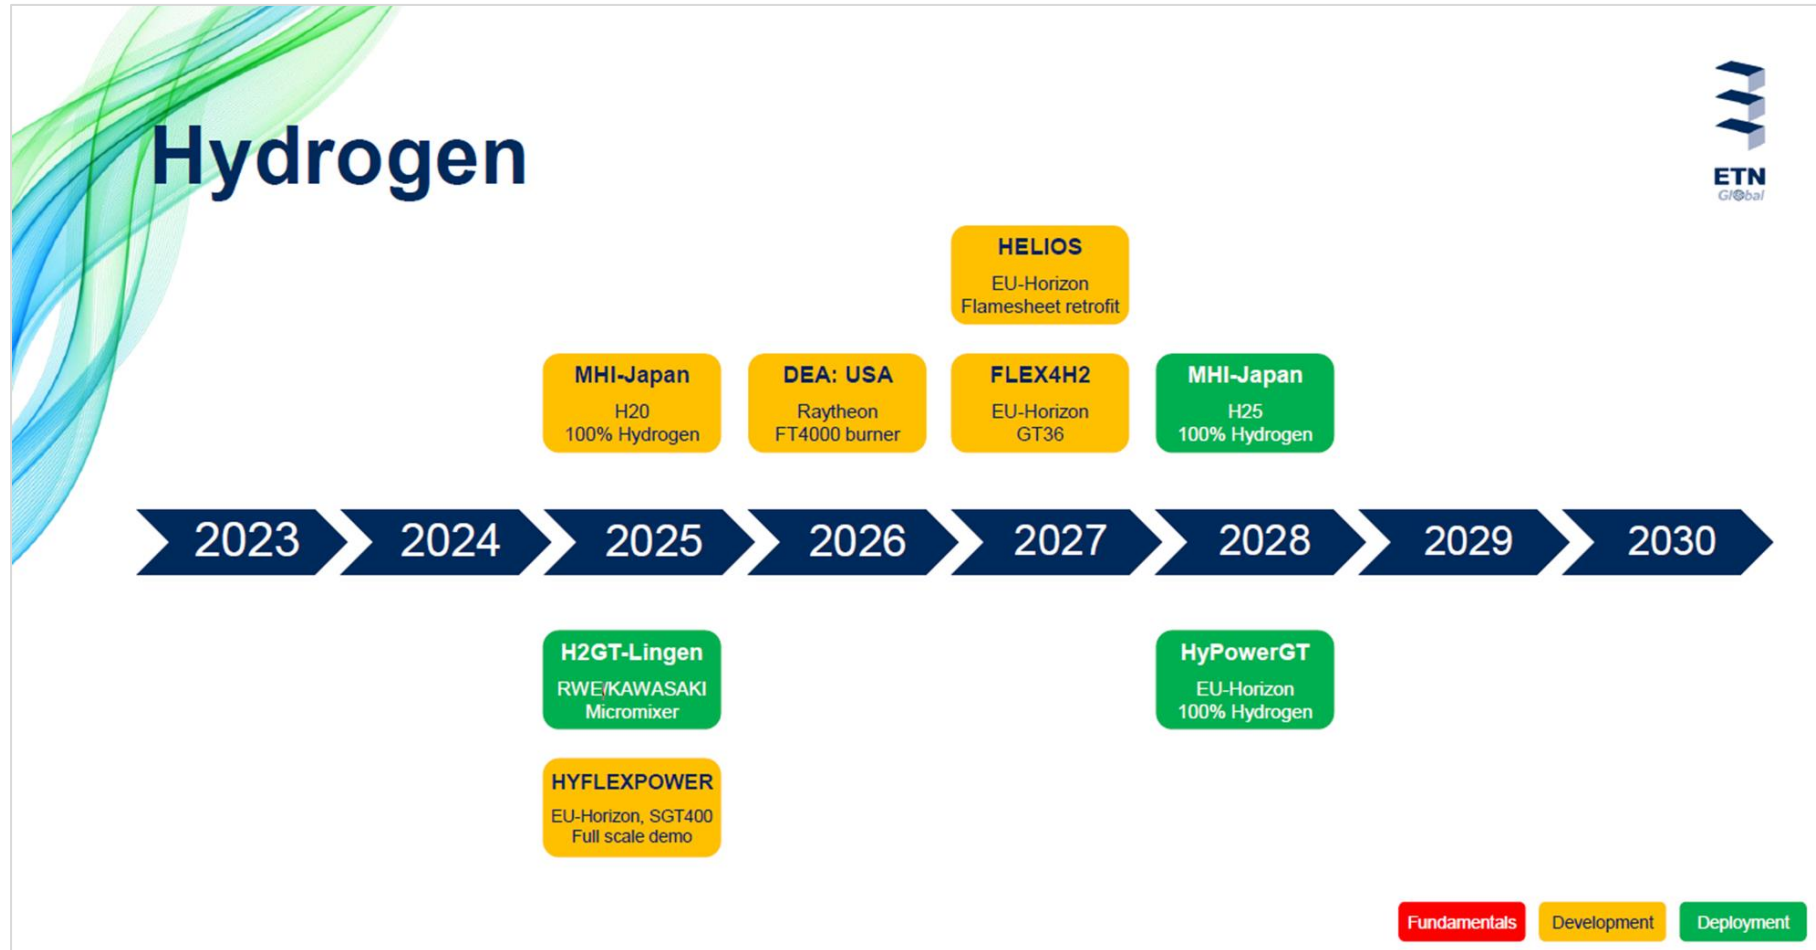 Hydrogen
ETN
Global
HELIOS
EU-Horizon
Flamesheet retrofit
MHI-Japan
H20
100% Hydrogen
DEA: USA
Raytheon
FT4000 burner
FLEX4H2
EU-Horizon
GT36
MHI-Japan
H25
100% Hydrogen
2023
2024
2025
2026
2027
2028
2029
2030
H2GT-Lingen
RWE/KAWASAKI
Micromixer
HyPowerGT
EU-Horizon
100% Hydrogen
HYFLEXPOWER
EU-Horizon, SGT400
Full scale demo
Fundamentals
Development
Deployment